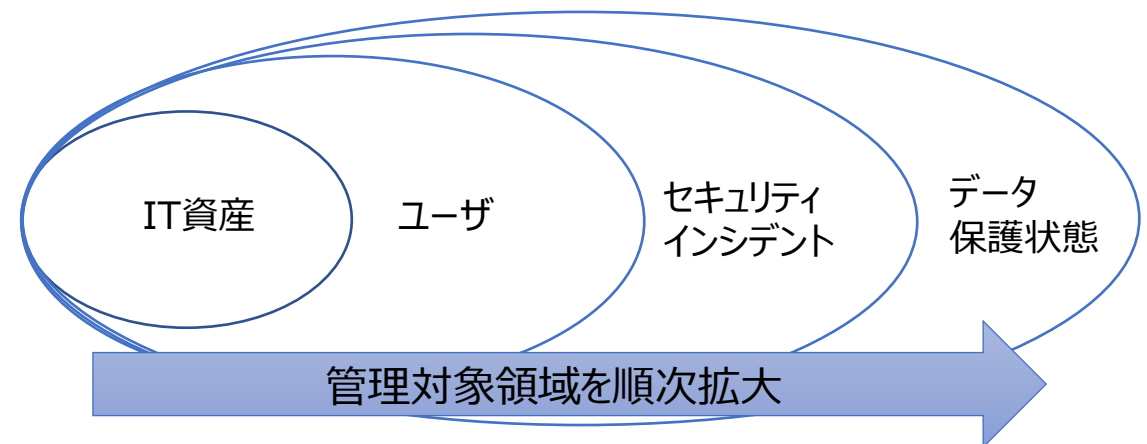 IT資産
ユーザ
セキュリティ
インシデント
データ
保護状態
管理対象領域を順次拡大